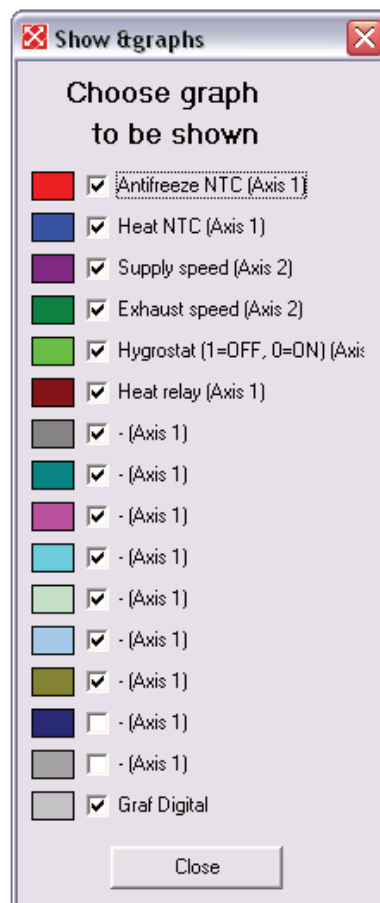 Show &graphs
Choose graph
to be shown
Antifreeze NTC (Axis 1)
Heat NTC (Axis 1)
Supply speed (Axis 2)
Exhaust speed (Axis 2)
Hygrostat (1=OFF, 0=ON) (Axis
Heat relay (Axis 1)
- (Axis 1)
- (Axis 1)
- (Axis 1)
- (Axis 1)
- (Axis 1)
- (Axis 1)
- (Axis 1)
- (Axis 1)
- (Axis 1)
Graf Digital
Close